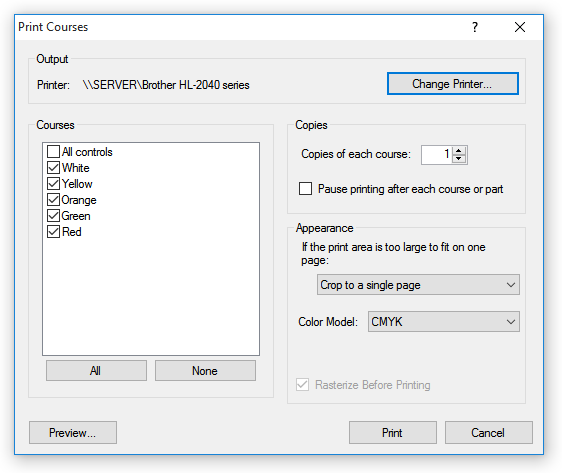 Print Courses
?
Output
Printer: \\SERVER\Brother HL-2040 series
Change Printer...
Courses
All controls
White
Yellow
Orange
Green
Red
All
None
Copies
Copies of each course: 1
Pause printing after each course or part
Appearance
If the print area is too large to fit on one
page:
Crop to a single page
Color Model: CMYK
Rasterize Before Printing
Preview...
Print
Cancel